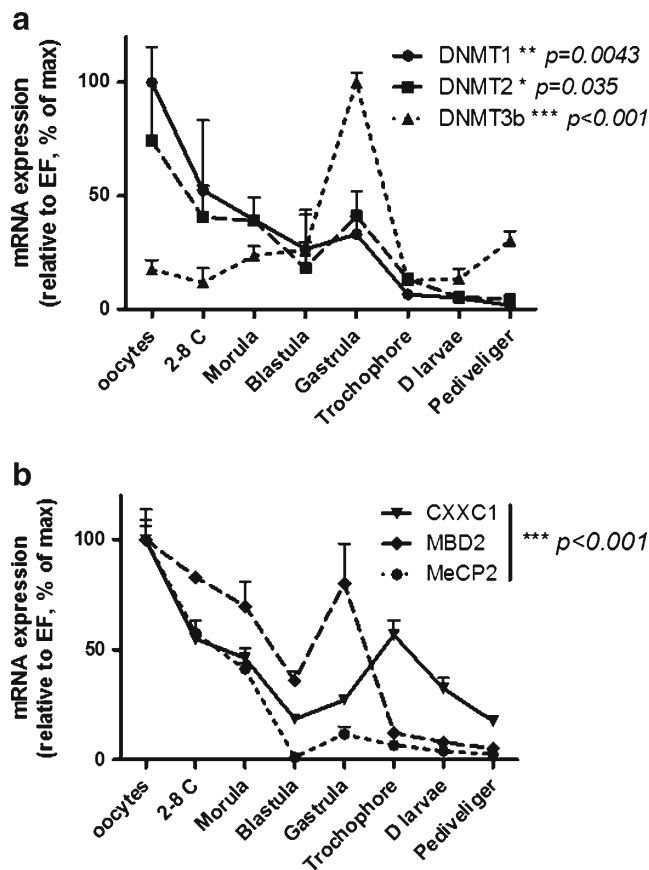 a
mRNA expression
(relative to EF, % of max)
100
50
0
DNMT1 ** p=0.0043
DNMT2 * p=0.035
DNMT3b *** p<0.001
oocytes
2-8 C
Morula
Blastula
Gastrula
Trochophore
D larvae
Pediveliger
b
mRNA expression
(relative to EF, % of max)
100
50
0
CXXC1
MBD2
MeCP2
*** p<0.001
oocytes
2-8 C
Morula
Blastula
Gastrula
Trochophore
D larvae
Pediveliger